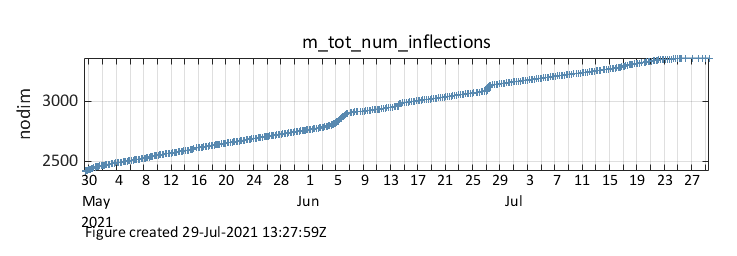 m_tot_num_inflections
nodim
3000
2500
30 4 8 12 16 20 24 28 1 5 9 13 17 21 25 29 3 7 11 15 19 23 27
May Jun Jul
2021
Figure created 29-Jul-2021 13:27:59Z